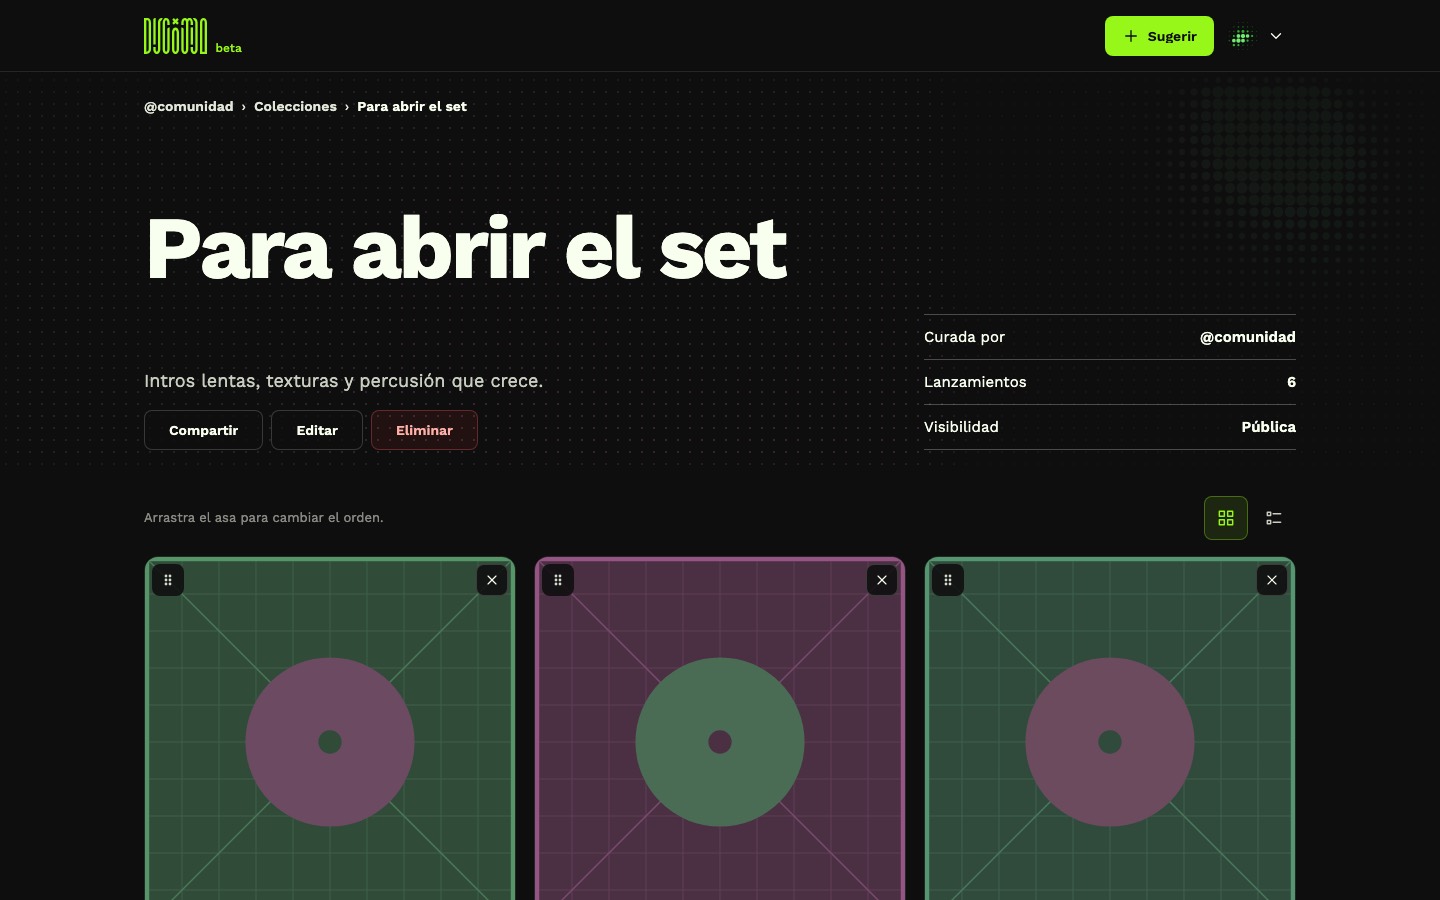 beta
Sugerir
@comunidad › Colecciones › Para abrir el set
Para abrir el set
Curada por @comunidad
Intros lentas, texturas y percusión que crece.
Lanzamientos 6
Compartir Editar Eliminar
Visibilidad Pública
Arrastra el asa para cambiar el orden.